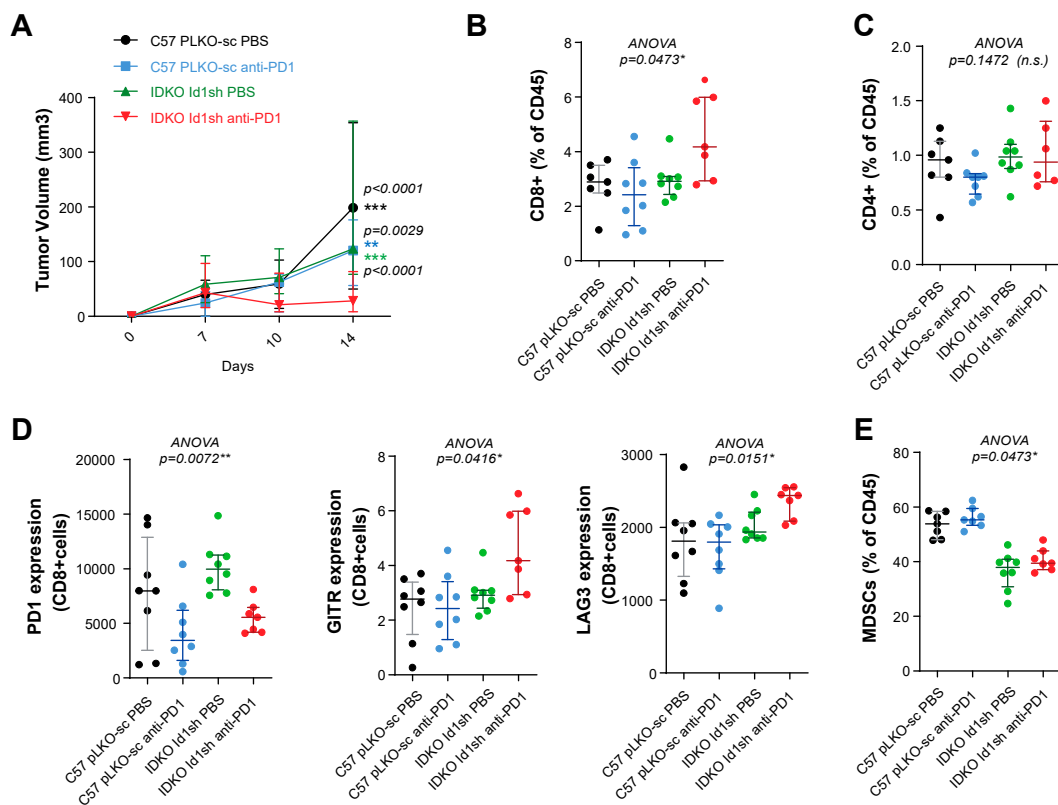 A
C57 PLKO-sc PBS
C57 PLKO-sc anti-PD1
IDKO Id1sh PBS
IDKO Id1sh anti-PD1
Tumor Volume (mm3)
400
300
200
100
0
0
7
10
14
Days
p<0.0001
***
p=0.0029
**
***
p<0.0001
B
ANOVA
p=0.0473*
CD8+ (% of CD45)
8
6
4
2
0
C57 pLKO-sc PBS
C57 pLKO-sc anti-PD1
IDKO Id1sh PBS
IDKO Id1sh anti-PD1
C
ANOVA
p=0.1472 (n.s.)
CD4+ (% of CD45)
2.0
1.5
1.0
0.5
0.0
C57 pLKO-sc PBS
C57 pLKO-sc anti-PD1
IDKO Id1sh PBS
IDKO Id1sh anti-PD1
D
ANOVA
p=0.0072**
PD1 expression
(CD8+cells)
20000
15000
10000
5000
0
C57 pLKO-sc PBS
C57 pLKO-sc anti-PD1
IDKO Id1sh PBS
IDKO Id1sh anti-PD1
ANOVA
p=0.0416*
GITR expression
(CD8+cells)
8
6
4
2
0
C57 pLKO-sc PBS
C57 pLKO-sc anti-PD1
IDKO Id1sh PBS
IDKO Id1sh anti-PD1
ANOVA
p=0.0151*
LAG3 expression
(CD8+cells)
3000
2000
1000
0
C57 pLKO-sc PBS
C57 pLKO-sc anti-PD1
IDKO Id1sh PBS
IDKO Id1sh anti-PD1
E
ANOVA
p=0.0473*
MDSCs (% of CD45)
80
60
40
20
0
C57 pLKO-sc PBS
C57 pLKO-sc anti-PD1
IDKO Id1sh PBS
IDKO Id1sh anti-PD1